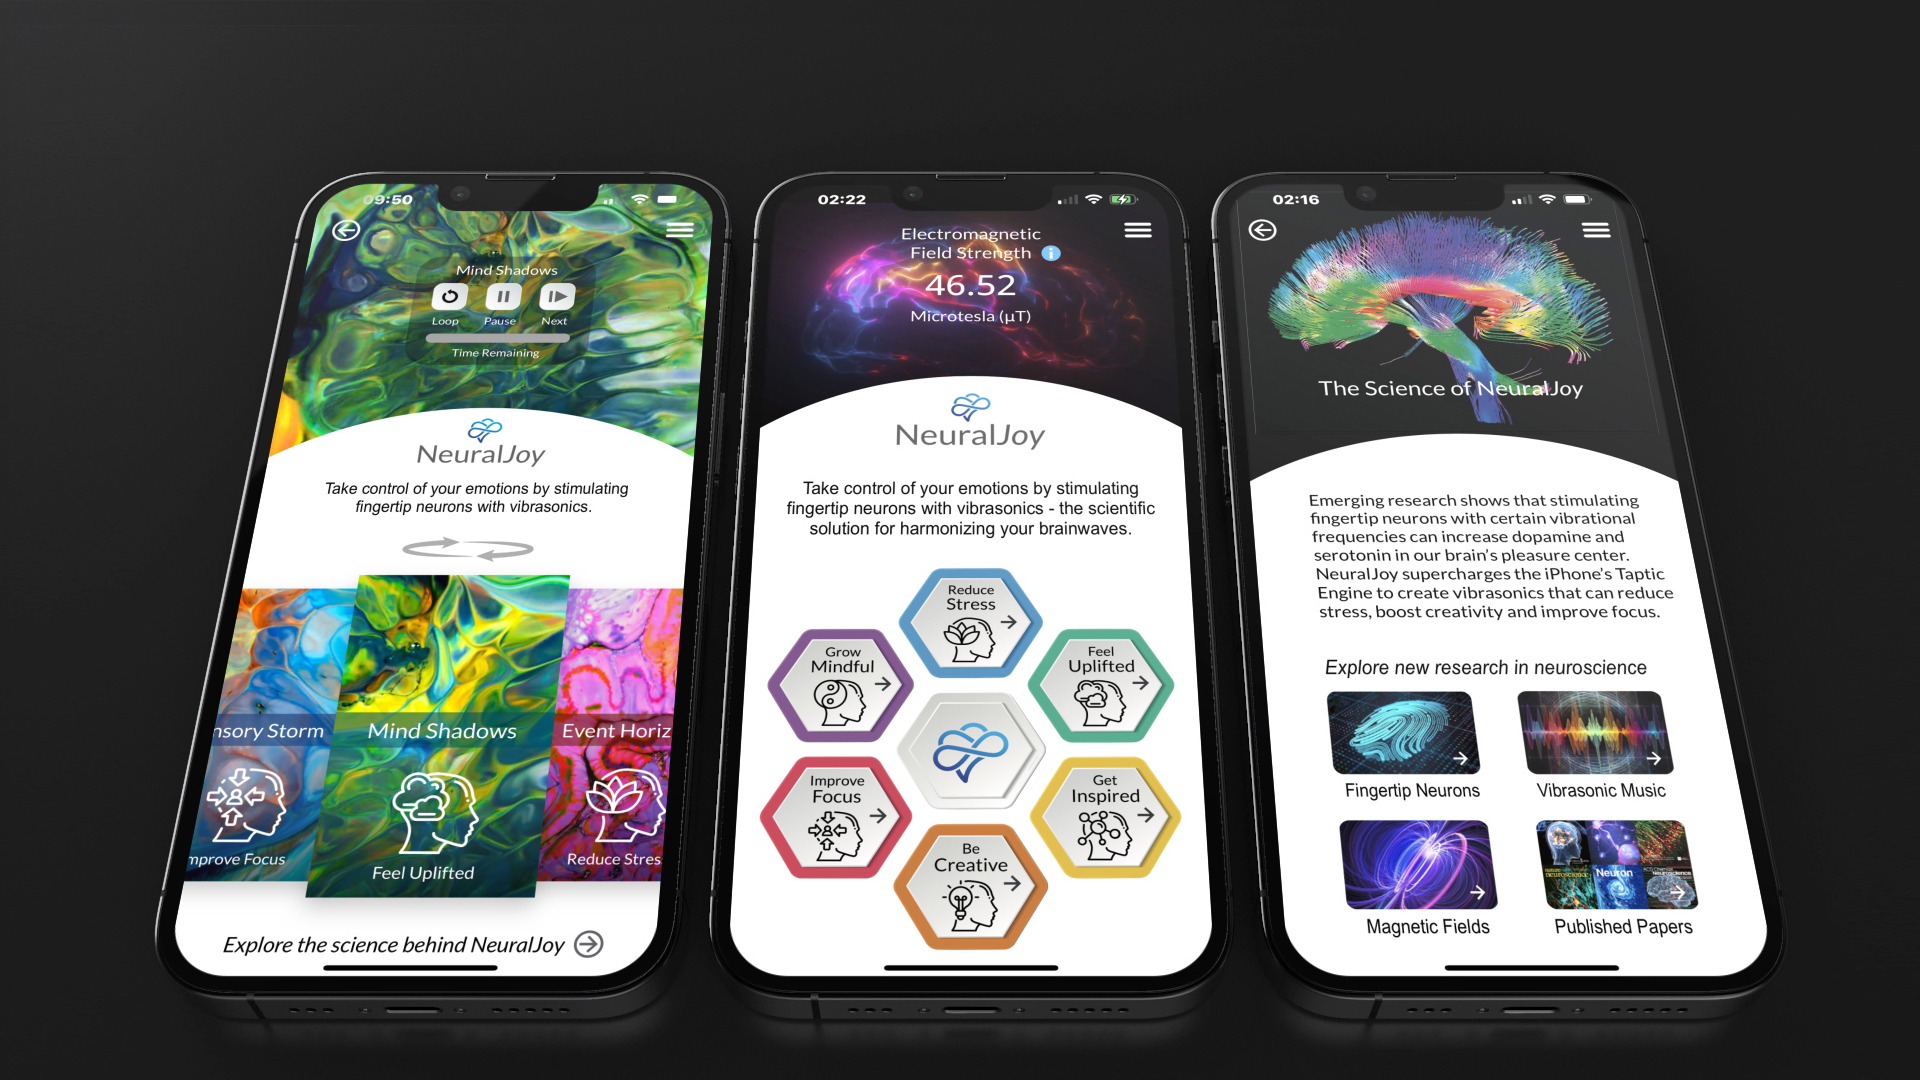 09:50
Mind Shadows
Loop Pause Next
Time Remaining
NeuralJoy
Take control of your emotions by stimulating
fingertip neurons with vibrasonics.
nsory Storm
Mind Shadows
Event Horiz
mprove Focus
Feel Uplifted
Reduce Stres
Explore the science behind NeuralJoy
02:22
Electromagnetic
Field Strength i
46.52
Microtesla (µT)
NeuralJoy
Take control of your emotions by stimulating
fingertip neurons with vibrasonics - the scientific
solution for harmonizing your brainwaves.
Reduce
Stress
Grow
Mindful
Feel
Uplifted
Improve
Focus
Get
Inspired
Be
Creative
02:16
The Science of NeuralJoy
Emerging research shows that stimulating
fingertip neurons with certain vibrational
frequencies can increase dopamine and
serotonin in our brain's pleasure center.
NeuralJoy supercharges the iPhone's Taptic
Engine to create vibrasonics that can reduce
stress, boost creativity and improve focus.
Explore new research in neuroscience
Fingertip Neurons
Vibrasonic Music
neuroscience
Neuron
Neuroscience
Magnetic Fields
Published Papers